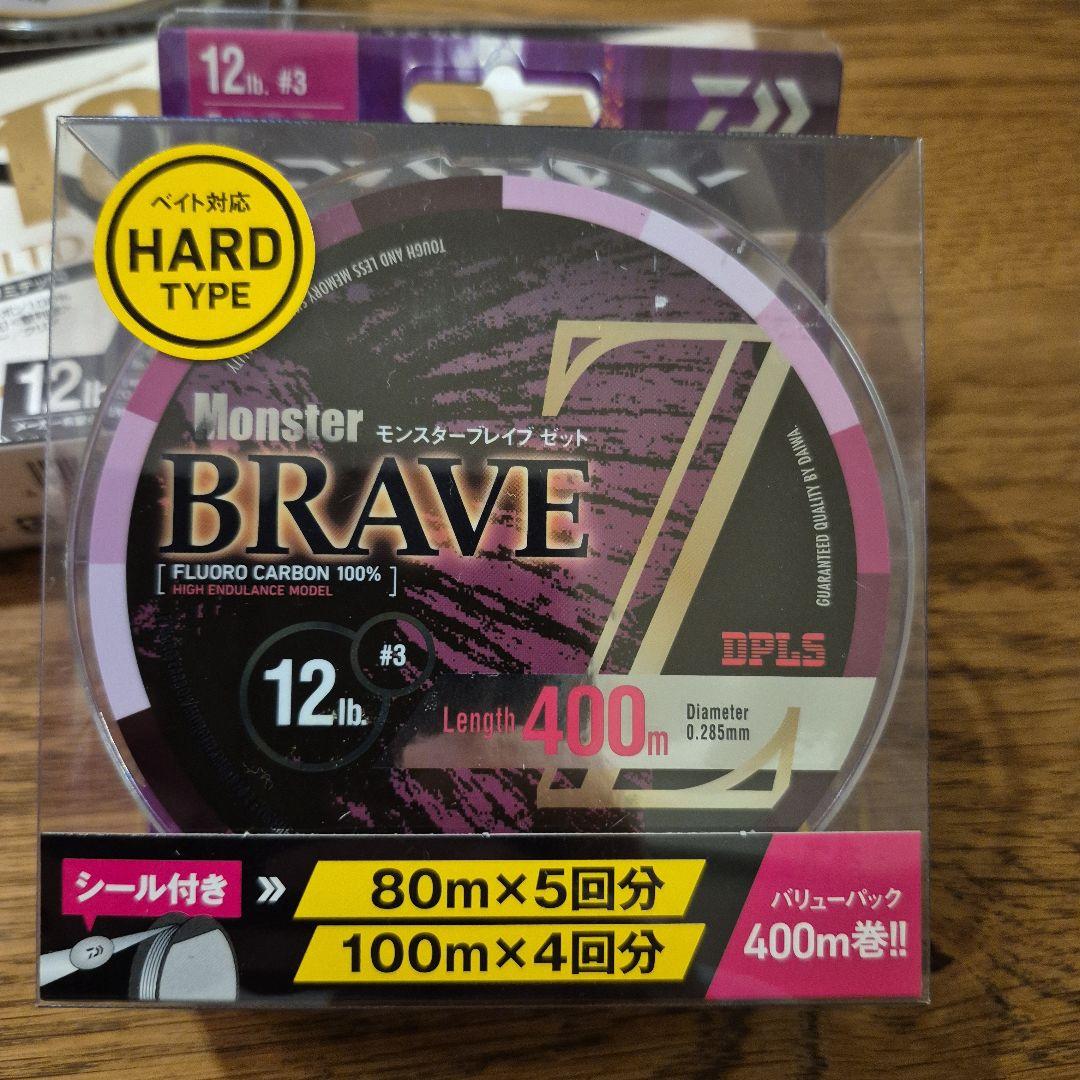 12lb. #3
ベイト対応
HARD
TYPE
TOUGH AND LESS MEMORY
LTD
12lb
Monster
モンスターブレイブ ゼット
BRAVE Z
FLUORO CARBON 100%
HIGH ENDULANCE MODEL
GUARANTEED QUALITY BY DAIWA.
DPLS
#3
12lb.
Length 400m
Diameter
0.285mm
シール付き
80m×5回分
100m×4回分
バリューパック
400m巻!!